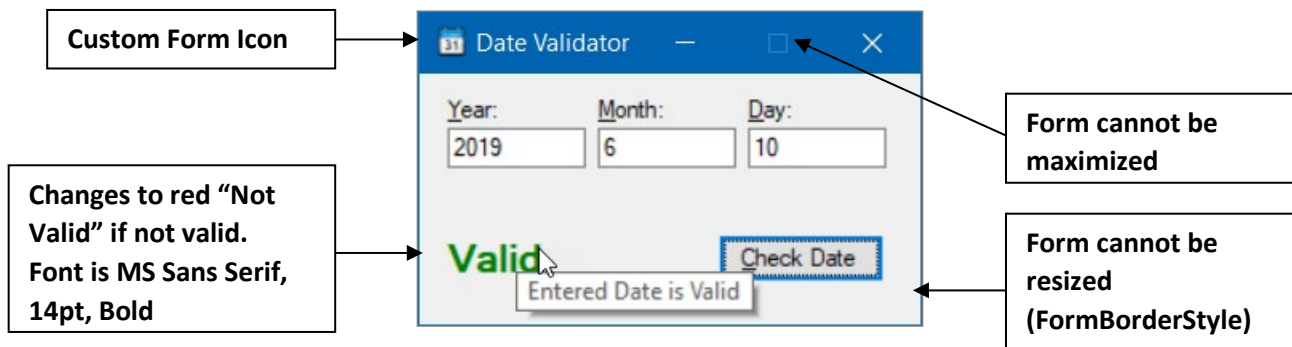 Custom Form Icon
31 Date Validator
Year: Month: Day:
2019 6 10
Form cannot be
maximized
Changes to red “Not
Valid” if not valid.
Font is MS Sans Serif,
14pt, Bold
Valid Check Date
Entered Date is Valid
Form cannot be
resized
(FormBorderStyle)